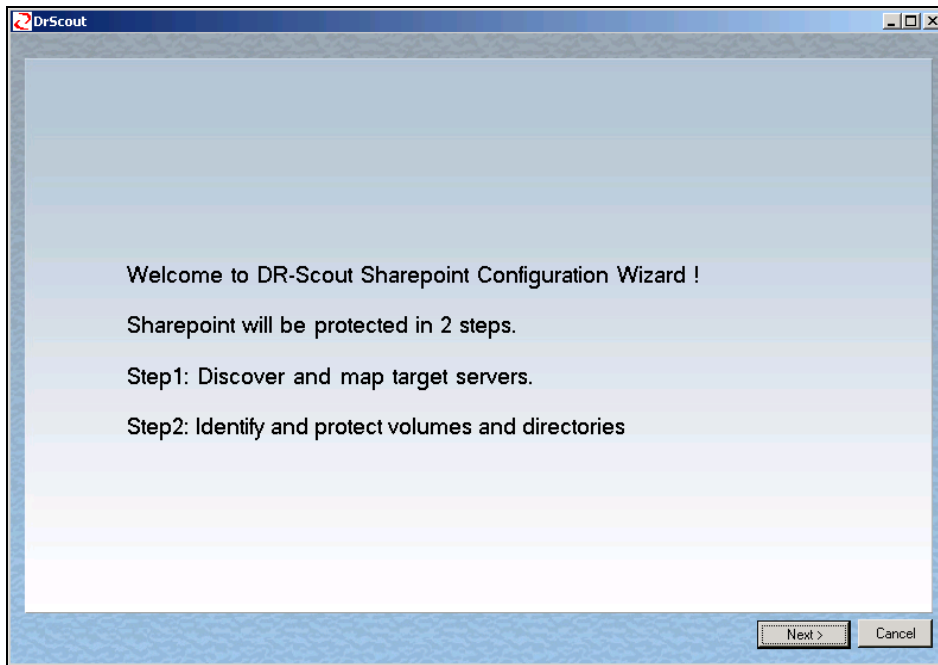 DrScout
Welcome to DR-Scout Sharepoint Configuration Wizard !
Sharepoint will be protected in 2 steps.
Step1: Discover and map target servers.
Step2: Identify and protect volumes and directories
Next >
Cancel